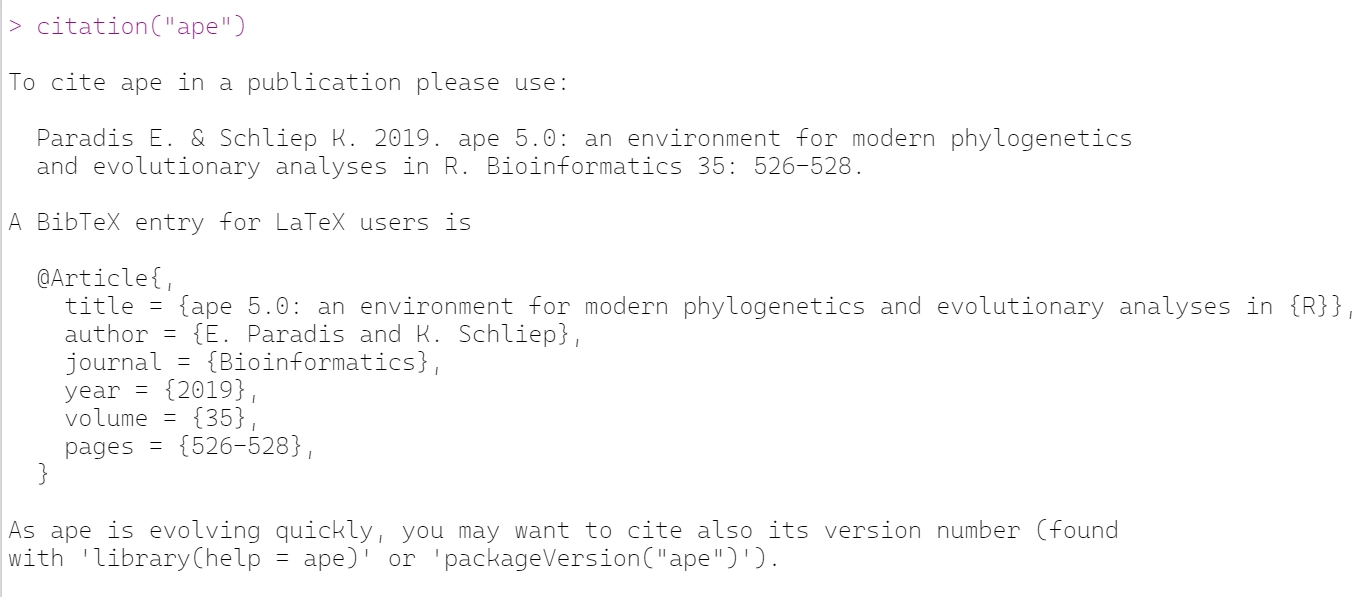 > citation("ape")
To cite ape in a publication please use:
Paradis E. & Schliep K. 2019. ape 5.0: an environment for modern phylogenetics
and evolutionary analyses in R. Bioinformatics 35: 526-528.
A BibTeX entry for LaTeX users is
@Article{,
title = {ape 5.0: an environment for modern phylogenetics and evolutionary analyses in {R}},
author = {E. Paradis and K. Schliep},
journal = {Bioinformatics},
year = {2019},
volume = {35},
pages = {526-528},
}
As ape is evolving quickly, you may want to cite also its version number (found
with 'library(help = ape)' or 'packageVersion("ape")').